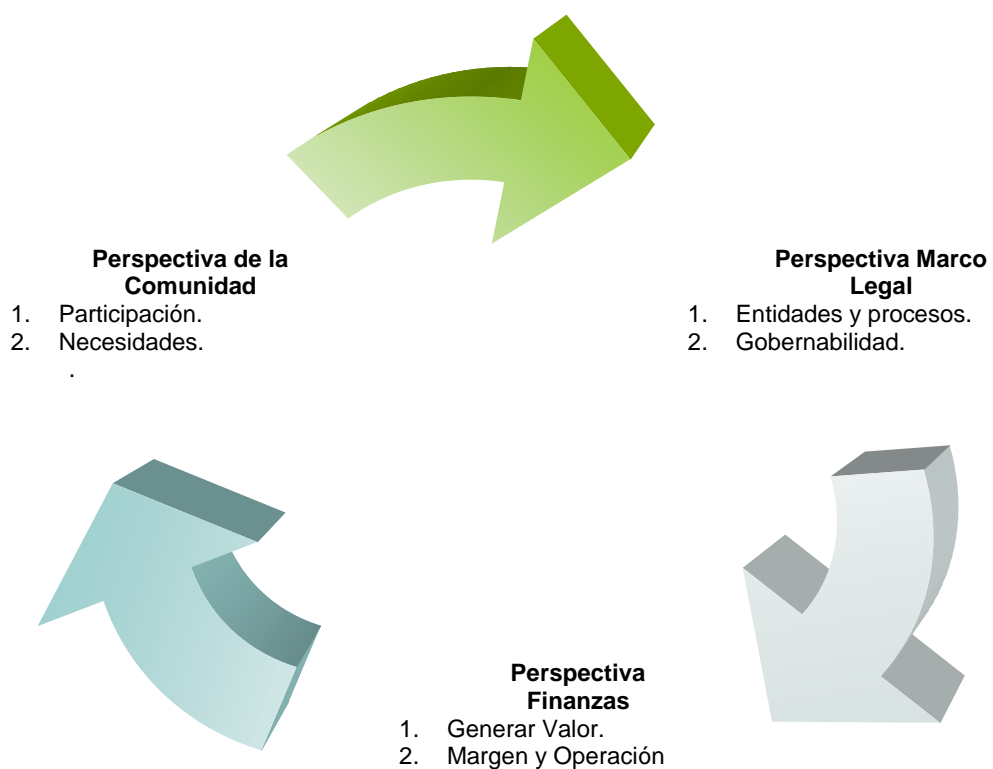 Perspectiva de la
Comunidad
1. Participación.
2. Necesidades.
.
Perspectiva Marco
Legal
1. Entidades y procesos.
2. Gobernabilidad.
Perspectiva
Finanzas
1. Generar Valor.
2. Margen y Operación